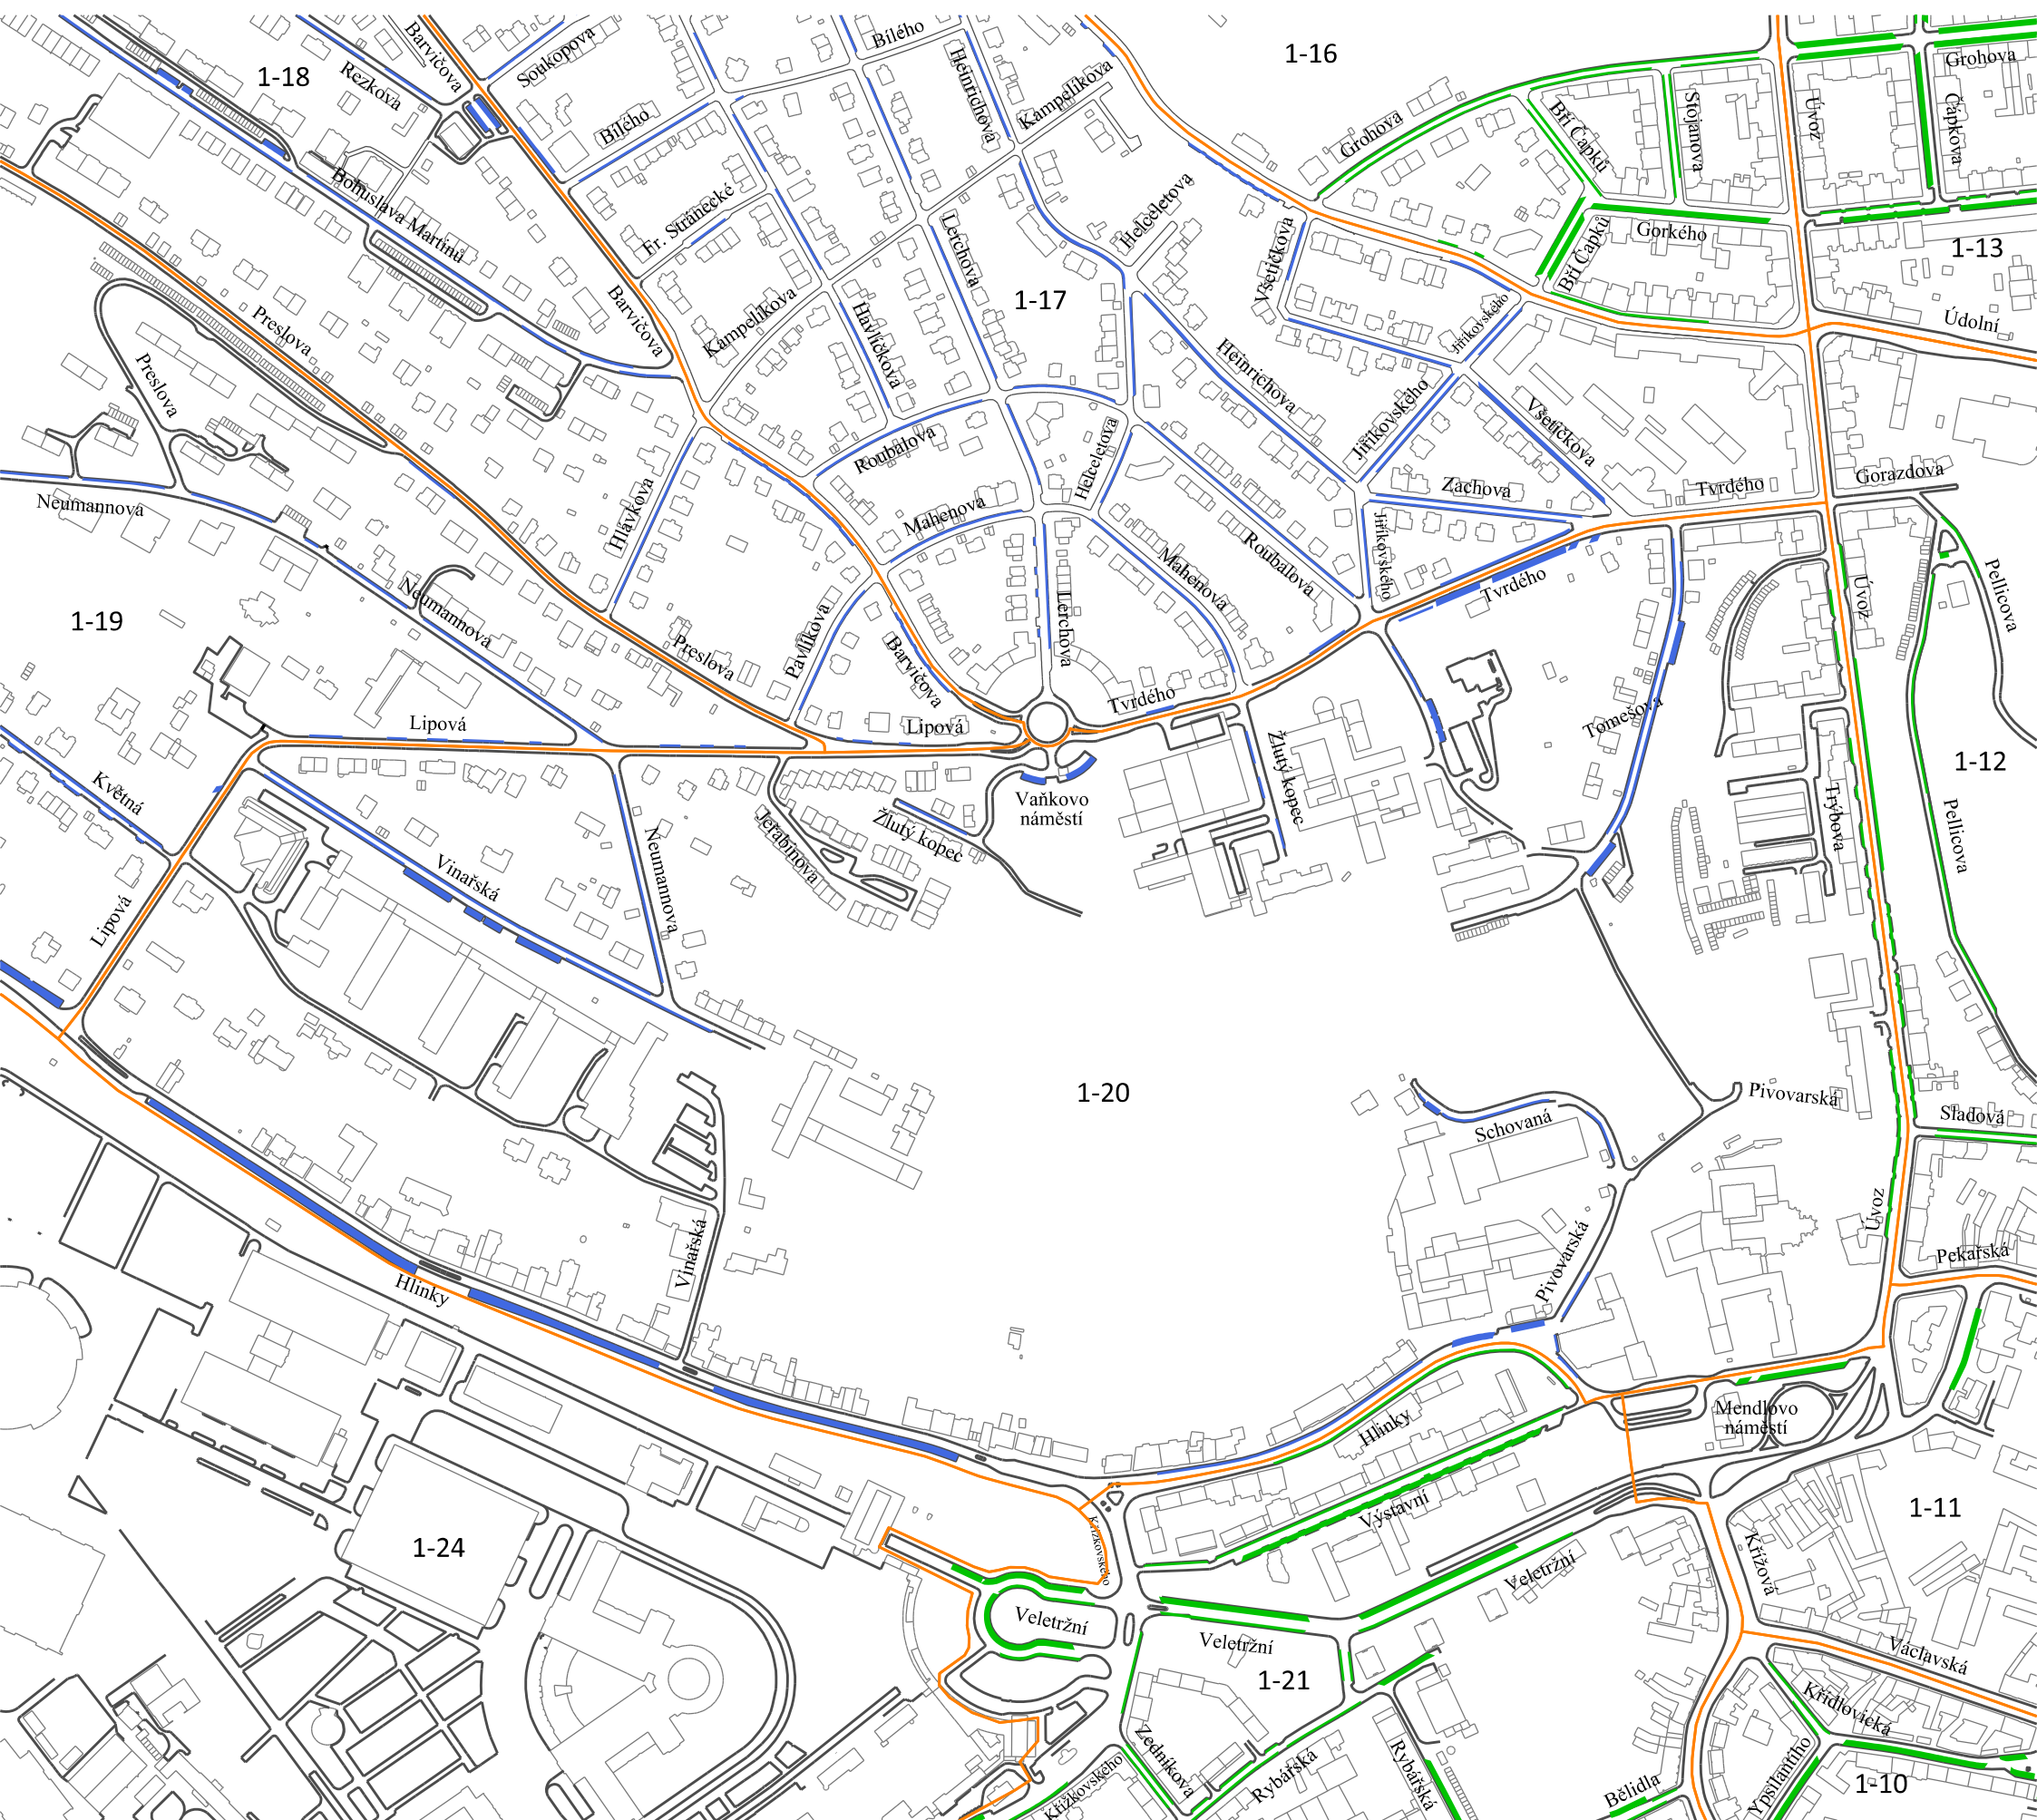 Barvičova
Soukopova
Bílého
Heinrichova
1-16
Grohova
1-18
Rezkova
Kampelíkova
Bílého
Grohova
Bří Čapků
Stojanova
Úvoz
Čápkova
Bohuslava Martinů
Fr. Stránecké
Lerchova
Helceletova
Všetičkova
Bří Čapků
Gorkého
1-13
Preslova
Barvičova
Kampelíkova
Havlíčkova
1-17
Jiříkovského
Údolní
Preslova
Heinrichova
Jiříkovského
Všetičkova
Roubalova
Helceletova
Gorazdova
Neumannova
Hlávkova
Mahenova
Zachova
Tvrdého
Jiříkovského
Roubalova
Mahenova
Tvrdého
Úvoz
Pellicova
1-19
Neumannova
Preslova
Pavlíkova
Barvičova
Lerchova
Tvrdého
Lipová
Lipová
Žlutý kopec
Tomešova
Květná
Vaňkovo
náměstí
Jeřabinova
Žlutý kopec
Trýbova
1-12
Pellicova
Vinařská
Neumannova
Lipová
1-20
Pivovarská
Schovaná
Sladová
Úvoz
Pekařská
Vinařská
Pivovarská
Hlinky
Hlinky
Mendlovo
náměstí
Výstavní
1-11
1-24
Křížkovského
Křížová
Veletržní
Veletržní
Veletržní
Václavská
1-21
Křídlovická
Zedníkova
Rybářská
Rybářská
Křížkovského
Bělidla
Ypsilantiho
1-10